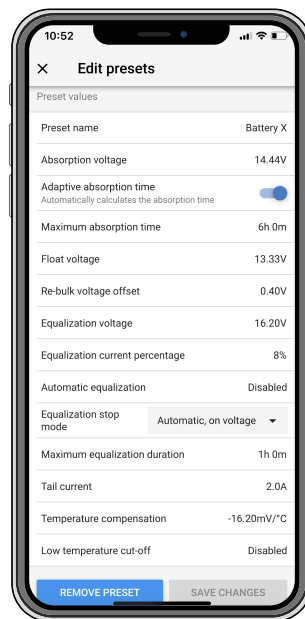 10:52
× Edit presets
Preset values
Preset name Battery X
Absorption voltage 14.44V
Adaptive absorption time
Automatically calculates the absorption time
Maximum absorption time 6h 0m
Float voltage 13.33V
Re-bulk voltage offset 0.40V
Equalization voltage 16.20V
Equalization current percentage 8%
Automatic equalization Disabled
Equalization stop
mode Automatic, on voltage
Maximum equalization duration 1h 0m
Tail current 2.0A
Temperature compensation -16.20mV/°C
Low temperature cut-off Disabled
REMOVE PRESET SAVE CHANGES